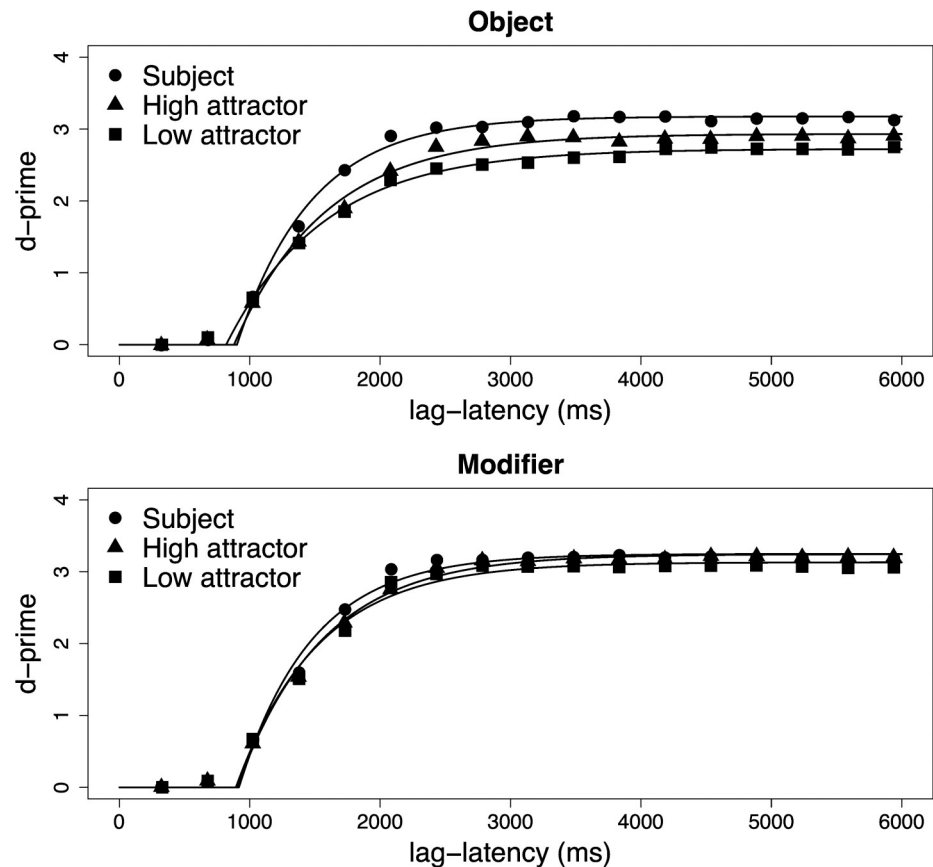 Object
4
3
2
1
0
d-prime
Subject
High attractor
Low attractor
0 1000 2000 3000 4000 5000 6000
lag-latency (ms)
Modifier
4
3
2
1
0
d-prime
Subject
High attractor
Low attractor
0 1000 2000 3000 4000 5000 6000
lag-latency (ms)